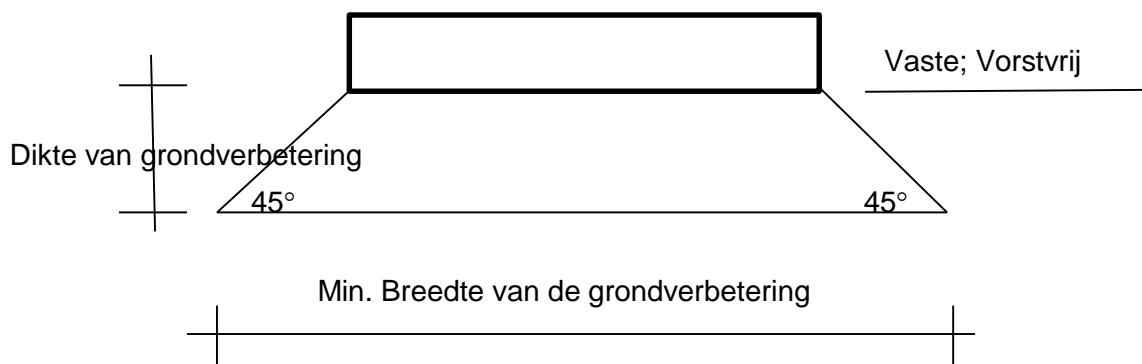 Vaste; Vorstvrij
Dikte van grondverbetering
45°
45°
Min. Breedte van de grondverbetering